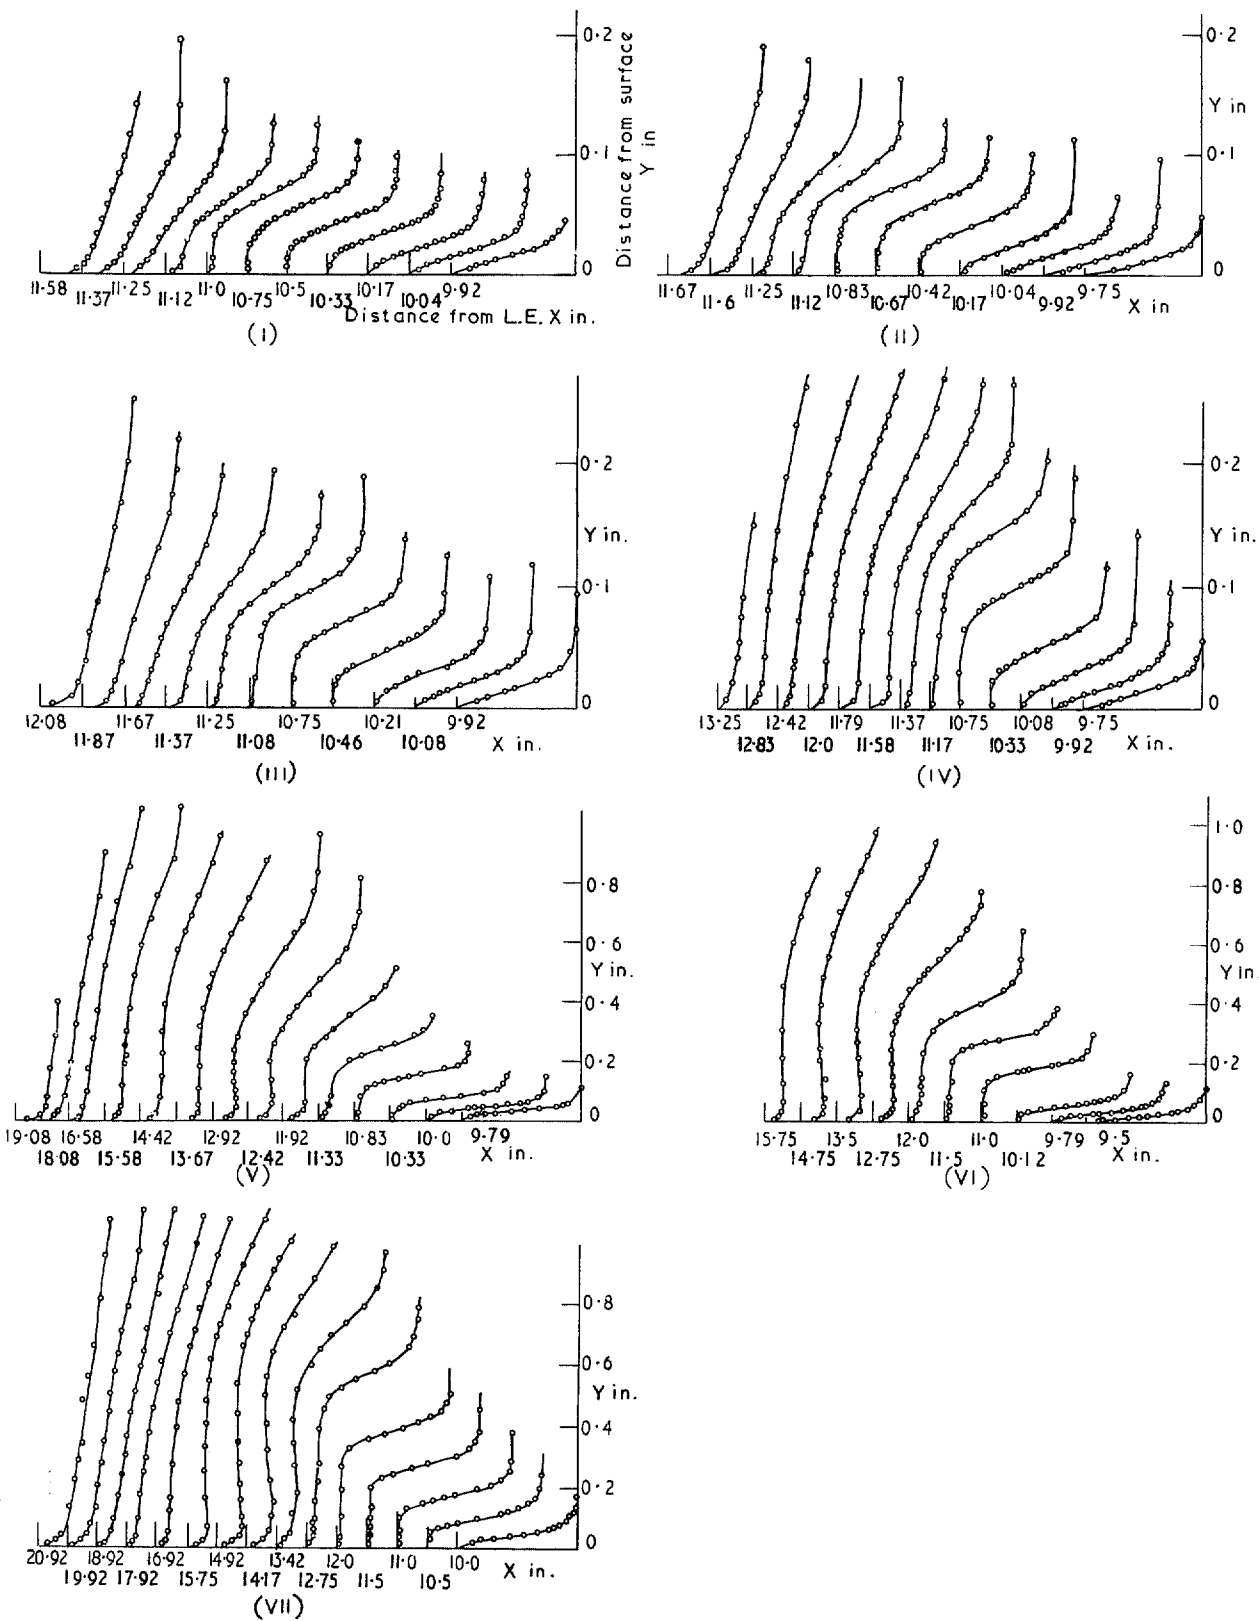 0·2
0·1
0
Distance from surface
Y in
11·58 11·25 11·0 10·5 10·17 9·92
11·37 11·12 10·75 10·33 10·04
Distance from L.E. X in.
(I)
0·2
Y in
0·1
0
11·67 11·25 10·83 10·42 10·04 9·75
11·6 11·12 10·67 10·17 9·92 X in
(II)
0·2
Y in.
0·1
0
12·08 11·67 11·25 10·75 10·21 9·92
11·87 11·37 11·08 10·46 10·08 X in.
(III)
0·2
Y in.
0·1
0
13·25 12·42 11·79 11·37 10·75 10·08 9·75
12·83 12·0 11·58 11·17 10·33 9·92 X in.
(IV)
0·8
0·6
Y in.
0·4
0·2
0
19·08 16·58 14·42 12·92 11·92 10·83 10·0 9·79
18·08 15·58 13·67 12·42 11·33 10·33 X in.
(V)
1·0
0·8
0·6
Y in.
0·4
0·2
0
15·75 13·5 12·0 11·0 9·79 9·5
14·75 12·75 11·5 10·12 X in.
(VI)
0·8
0·6
Y in.
0·4
0·2
0
20·92 18·92 16·92 14·92 13·42 12·0 11·0 10·0
19·92 17·92 15·75 14·17 12·75 11·5 10·5 X in.
(VII)